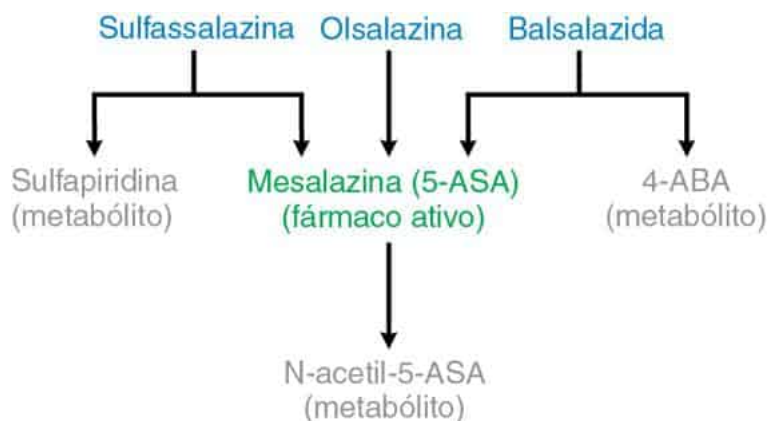 Sulfassalazina Olsalazina Balsalazida
Sulfapiridina
(metabólito)
Mesalazina (5-ASA)
(fármaco ativo)
4-ABA
(metabólito)
N-acetil-5-ASA
(metabólito)